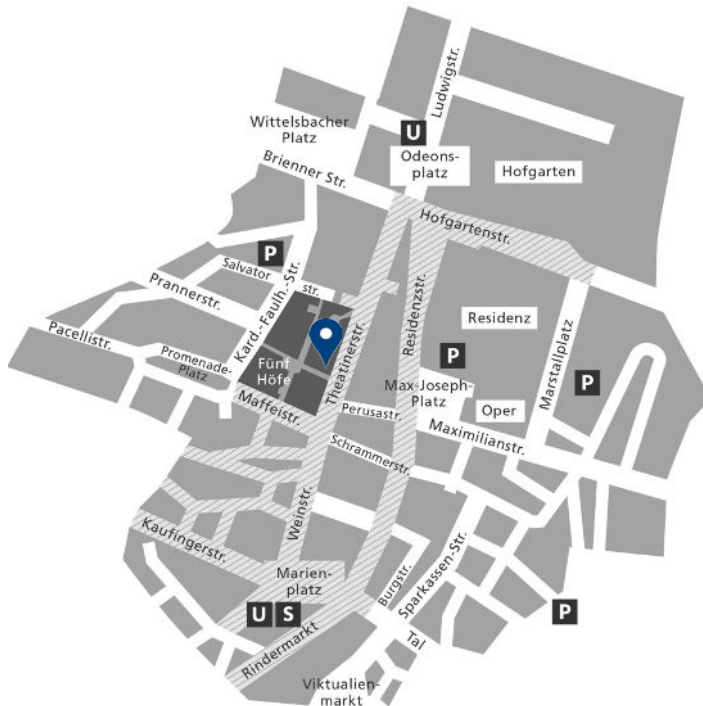 Ludwigstr.
Wittelsbacher
Platz
U
Odeons-
platz
Hofgarten
Brienner Str.
Hofgartenstr.
P
Salvator
str.
Prannerstr.
Kard.-Faulh.-Str.
Pacellistr.
Promenade-
Platz
Fünf
Höfe
Theatinerstr.
Residenzstr.
Residenz
P
Max-Joseph-
Platz
Oper
Marstallplatz
P
Maffeistr.
Perusastr.
Maximilianstr.
Schrammerstr.
Weinstr.
Kaufingerstr.
Marien-
platz
Burgstr.
Sparkassen-Str.
U
S
P
Rindermarkt
Tal
Viktualien-
markt